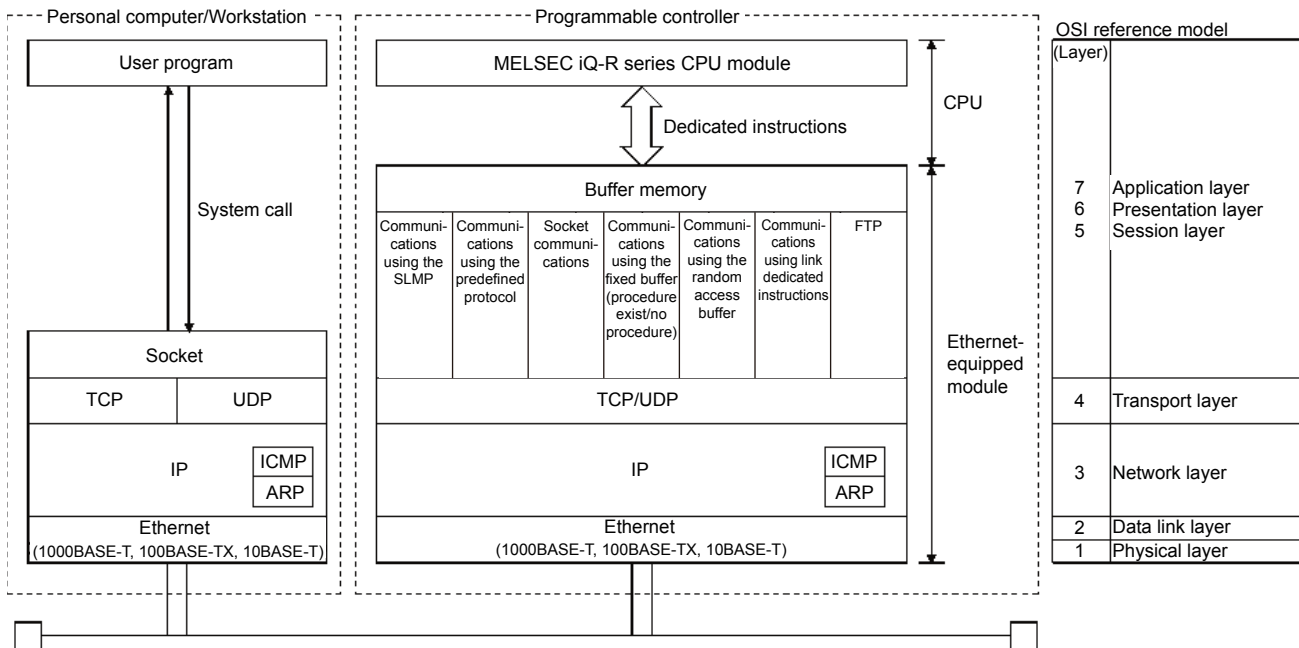 Personal computer/Workstation
User program
System call
Socket
TCP
UDP
IP
ICMP
ARP
Ethernet
(1000BASE-T, 100BASE-TX, 10BASE-T)
Programmable controller
MELSEC iQ-R series CPU module
Dedicated instructions
CPU
Buffer memory
Communi-
cations
using the
SLMP
Communi-
cations
using the
predefined
protocol
Socket
communi-
cations
Communi-
cations
using the
fixed buffer
(procedure
exist/no
procedure)
Communi-
cations
using the
random
access
buffer
Communi-
cations
using link
dedicated
instructions
FTP
Ethernet-
equipped
module
TCP/UDP
IP
ICMP
ARP
Ethernet
(1000BASE-T, 100BASE-TX, 10BASE-T)
OSI reference model
(Layer)
7 Application layer
6 Presentation layer
5 Session layer
4 Transport layer
3 Network layer
2 Data link layer
1 Physical layer